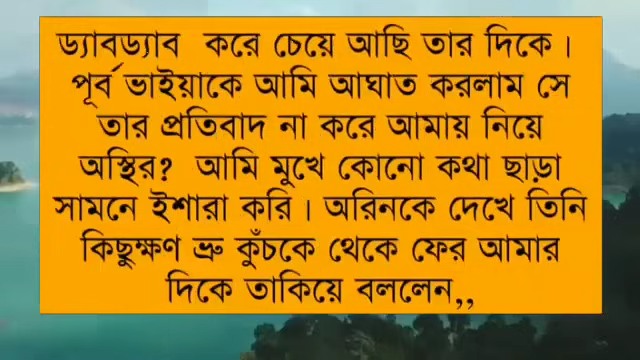 ড্যাবড্যাব করে চেয়ে আছি তার দিকে।
পূর্ব ভাইয়াকে আমি আঘাত করলাম সে
তার প্রতিবাদ না করে আমায় নিয়ে
অস্থির? আমি মুখে কোনো কথা ছাড়া
সামনে ইশারা করি। অরিনকে দেখে তিনি
কিছুক্ষণ ভ্রু কুঁচকে থেকে ফের আমার
দিকে তাকিয়ে বললেন,,